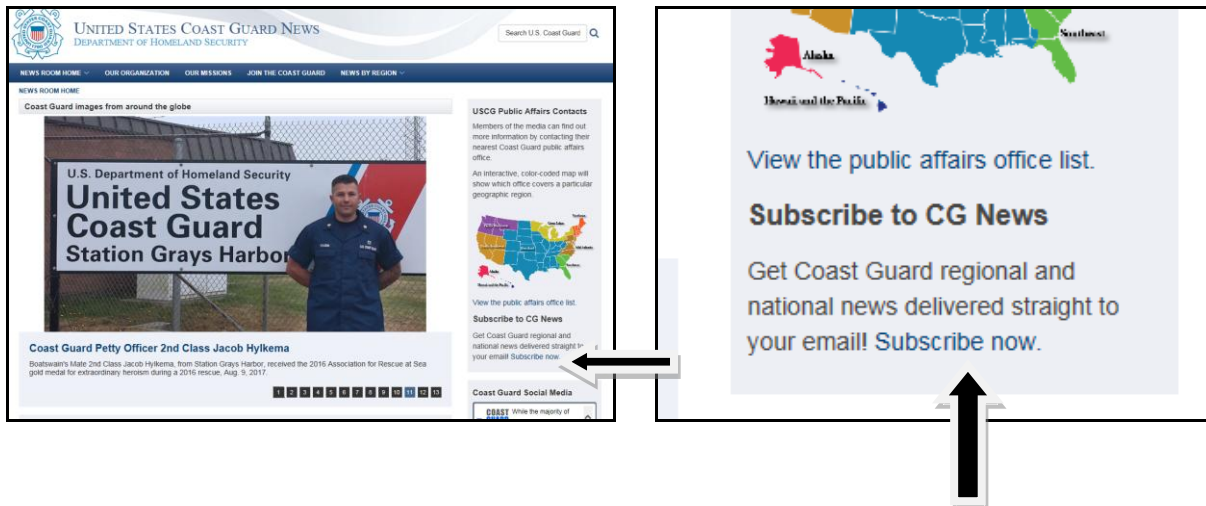 UNITED STATES COAST GUARD NEWS
DEPARTMENT OF HOMELAND SECURITY
Search U.S. Coast Guard
NEWS ROOM HOME
OUR ORGANIZATION
OUR MISSIONS
JOIN THE COAST GUARD
NEWS BY REGION
NEWS ROOM HOME
Coast Guard images from around the globe
U.S. Department of Homeland Security
United States
Coast Guard
Station Grays Harbor
Coast Guard Petty Officer 2nd Class Jacob Hylkema
Boatswain's Mate 2nd Class Jacob Hylkema, from Station Grays Harbor, received the 2016 Association for Rescue at Sea
gold medal for extraordinary heroism during a 2016 rescue, Aug. 9, 2017.
1 2 3 4 5 6 7 8 9 10 11 12 13
USCG Public Affairs Contacts
Members of the media can find out
more information by contacting their
nearest Coast Guard public affairs
office.
An interactive, color-coded map will
show which office covers a particular
geographic region.
View the public affairs office list.
Subscribe to CG News
Get Coast Guard regional and
national news delivered straight to
your email! Subscribe now.
Coast Guard Social Media
COAST
While the majority of
Southeast
Alaska
Hawaii and the Pacific
View the public affairs office list.
Subscribe to CG News
Get Coast Guard regional and
national news delivered straight to
your email! Subscribe now.